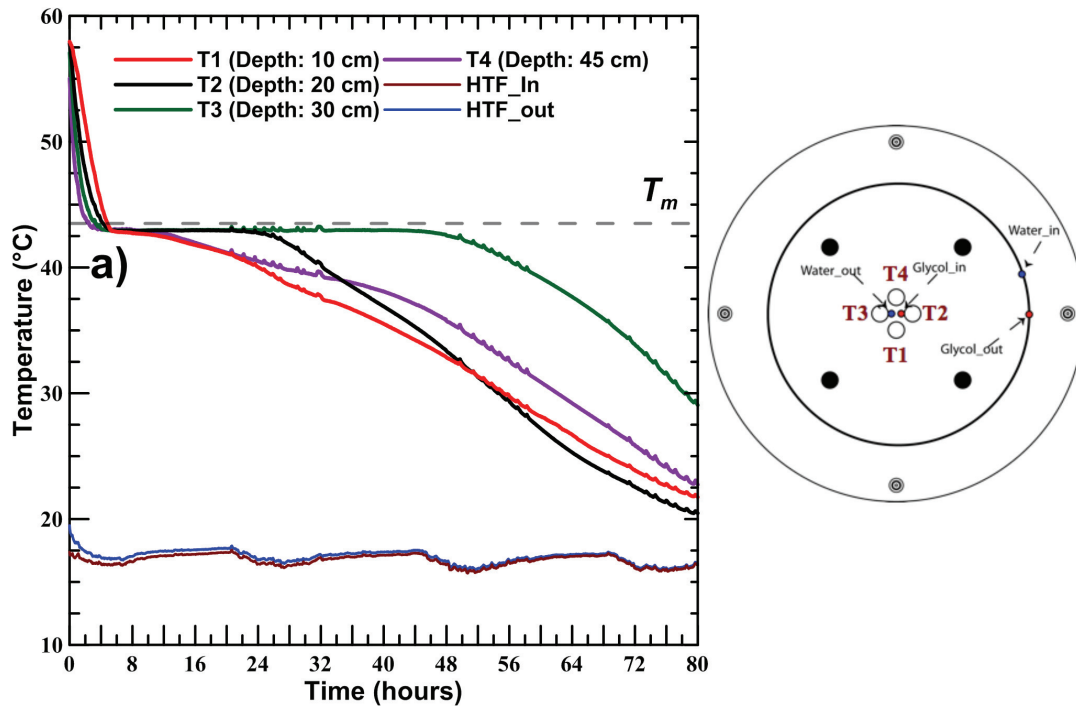 60
50
40
30
20
10
Temperature (°C)
T1 (Depth: 10 cm)
T2 (Depth: 20 cm)
T3 (Depth: 30 cm)
T4 (Depth: 45 cm)
HTF_In
HTF_out
Tm
a)
0 8 16 24 32 40 48 56 64 72 80
Time (hours)
Water_in
Water_out
Glycol_in
T4
T3
T2
T1
Glycol_out